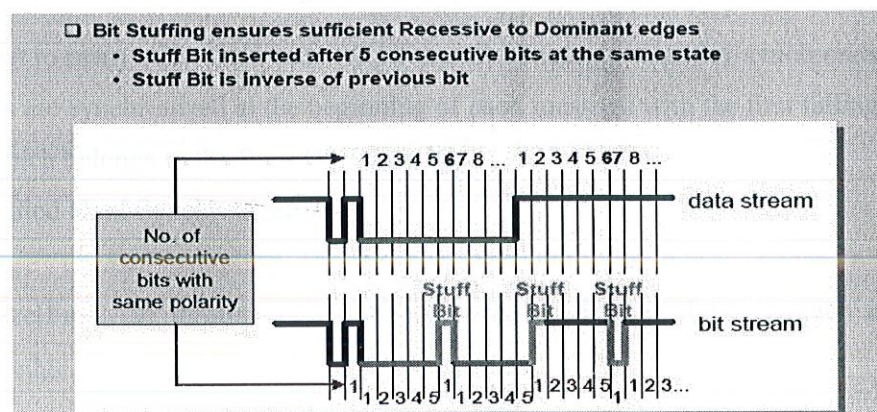 ❑ Bit Stuffing ensures sufficient Recessive to Dominant edges
• Stuff Bit inserted after 5 consecutive bits at the same state
• Stuff Bit is inverse of previous bit
1 2 3 4 5 6 7 8 ... 1 2 3 4 5 6 7 8 ...
data stream
No. of
consecutive
bits with
same polarity
Stuff Bit Stuff Bit Stuff Bit
bit stream
1 1 2 3 4 5 1 1 2 3 4 5 1 2 3 4 5 1 1 2 3...